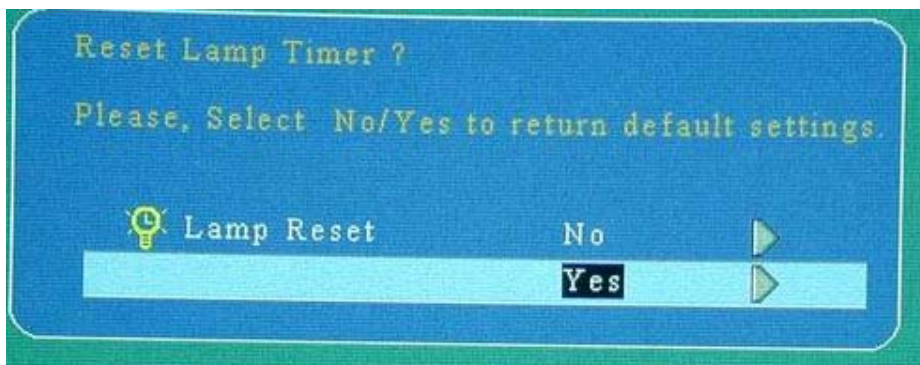 Reset Lamp Timer ?
Please, Select No/Yes to return default settings.
Lamp Reset No
Yes